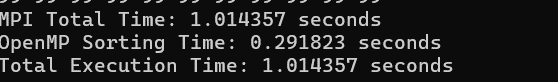 MPI Total Time: 1.014357 seconds
OpenMP Sorting Time: 0.291823 seconds
Total Execution Time: 1.014357 seconds